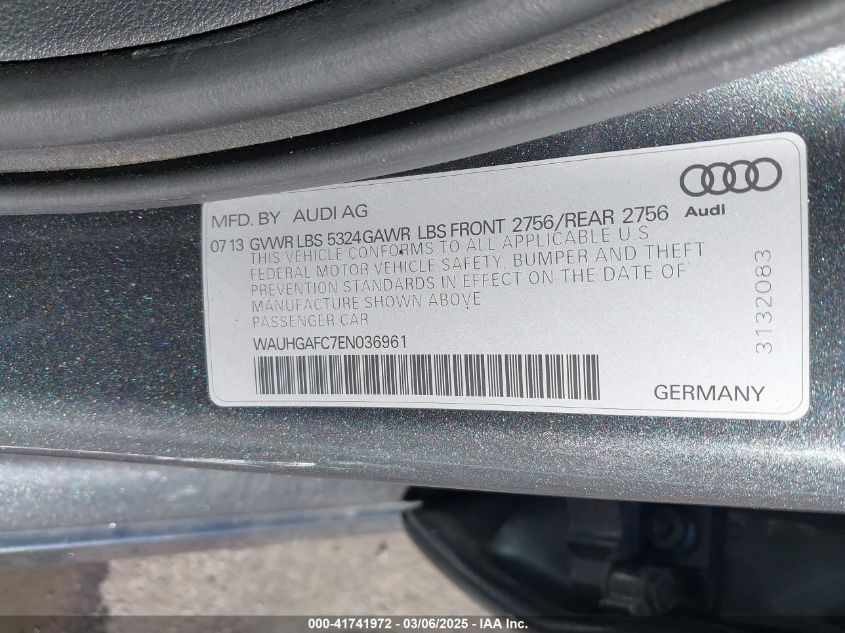 MFD. BY AUDI AG
Audi
07 13 GVWR LBS 5324 GAWR LBS FRONT 2756/REAR 2756
THIS VEHICLE CONFORMS TO ALL APPLICABLE U.S.
FEDERAL MOTOR VEHICLE SAFETY, BUMPER AND THEFT
PREVENTION STANDARDS IN EFFECT ON THE DATE OF
MANUFACTURE SHOWN ABOVE
PASSENGER CAR
WAUHGAFC7EN036961
3132083
GERMANY
000-41741972 - 03/06/2025 - IAA Inc.